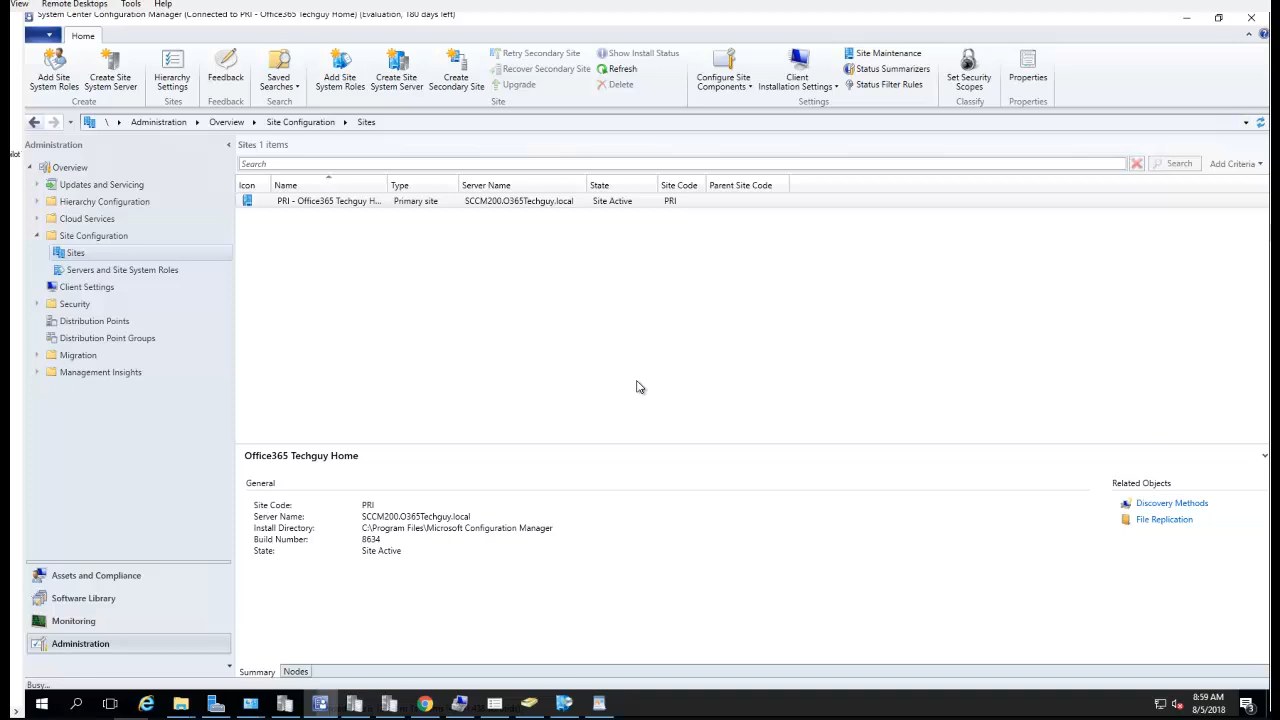 View Remote Desktops Tools Help
System Center Configuration Manager (Connected to PRI - Office365 Techguy Home) (Evaluation, 180 days left)
Home
Add Site System Roles
Create Site System Server
Hierarchy Settings
Feedback
Saved Searches
Add Site System Roles
Create Site System Server
Create Secondary Site
Retry Secondary Site
Recover Secondary Site
Upgrade
Show Install Status
Refresh
Delete
Configure Site Components
Client Installation Settings
Site Maintenance
Status Summarizers
Status Filter Rules
Set Security Scopes
Properties
Create Sites Feedback Search Site Settings Classify Properties
\ Administration Overview Site Configuration Sites
Administration
Overview
Updates and Servicing
Hierarchy Configuration
Cloud Services
Site Configuration
Sites
Servers and Site System Roles
Client Settings
Security
Distribution Points
Distribution Point Groups
Migration
Management Insights
Assets and Compliance
Software Library
Monitoring
Administration
Sites 1 items
Search Search Add Criteria
Icon Name Type Server Name State Site Code Parent Site Code
PRI - Office365 Techguy H... Primary site SCCM200.O365Techguy.local Site Active PRI
Office365 Techguy Home
General
Site Code: PRI
Server Name: SCCM200.O365Techguy.local
Install Directory: C:\Program Files\Microsoft Configuration Manager
Build Number: 8634
State: Site Active
Related Objects
Discovery Methods
File Replication
Summary Nodes
Busy...
8:59 AM
8/5/2018